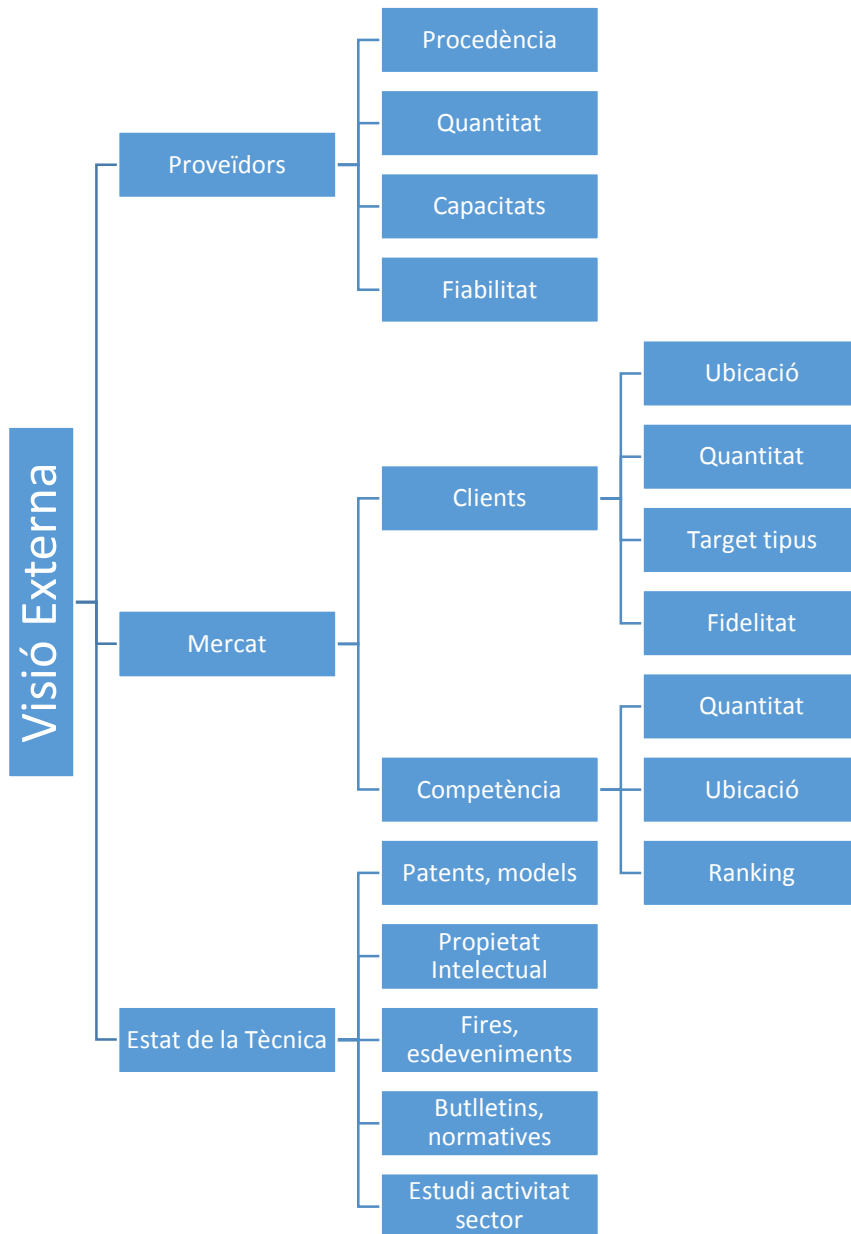 Visió Externa
Proveïdors
Procedència
Quantitat
Capacitats
Fiabilitat
Mercat
Clients
Ubicació
Quantitat
Target tipus
Fidelitat
Competència
Quantitat
Ubicació
Ranking
Estat de la Tècnica
Patents, models
Propietat
Intelectual
Fires,
esdeveniments
Butlletins,
normatives
Estudi activitat
sector